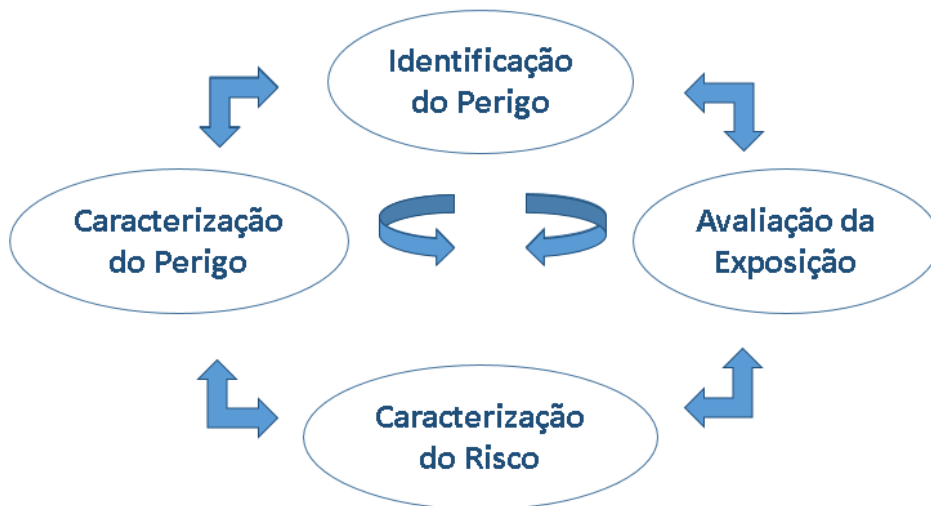 Identificação
do Perigo
Caracterização
do Perigo
Avaliação da
Exposição
Caracterização
do Risco